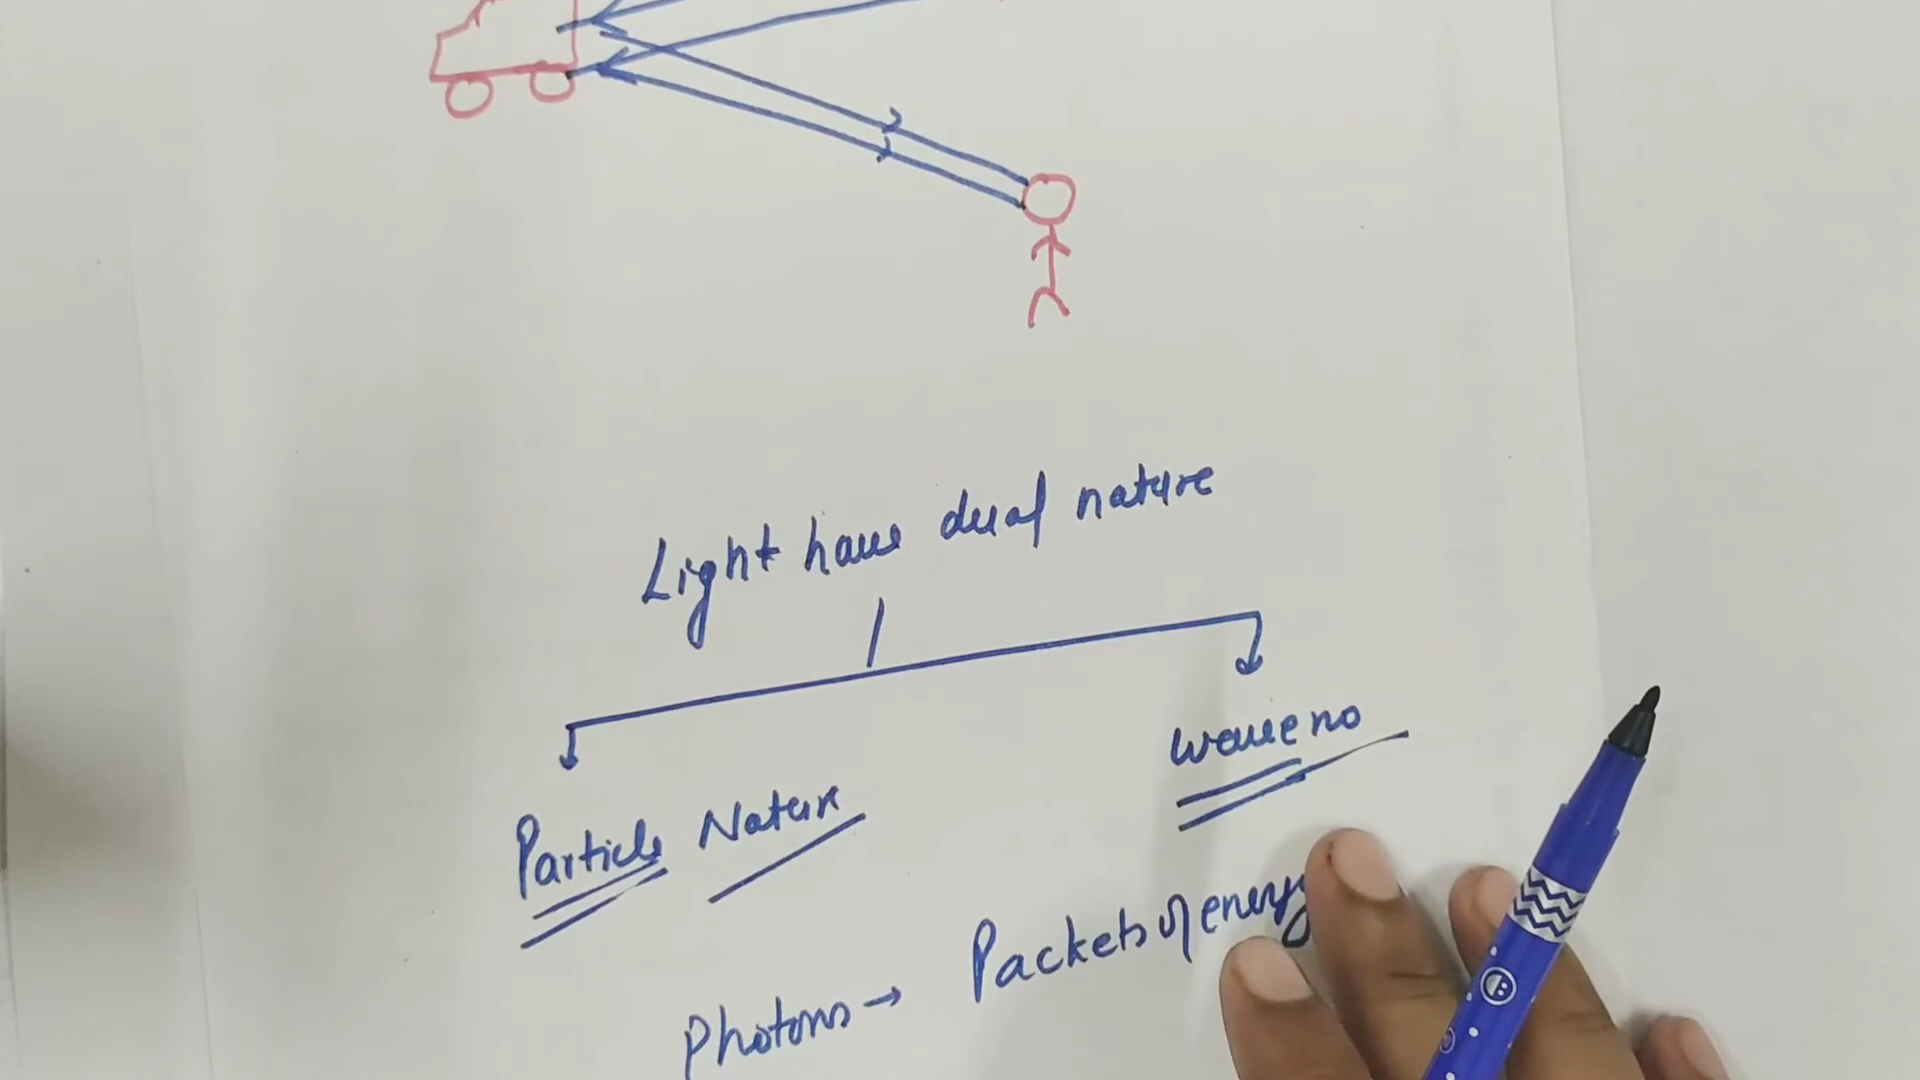 Light have dual nature
Particle Nature
wave no
Photons → Packets of energy